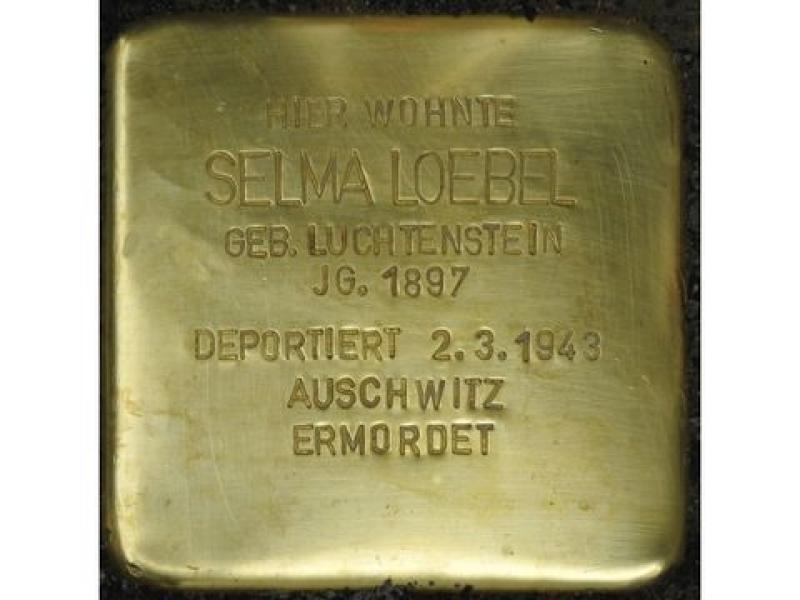 HIER WOHNTE
SELMA LOEBEL
GEB. LUCHTENSTEIN
JG. 1897
DEPORTIERT 2.3.1943
AUSCHWITZ
ERMORDET